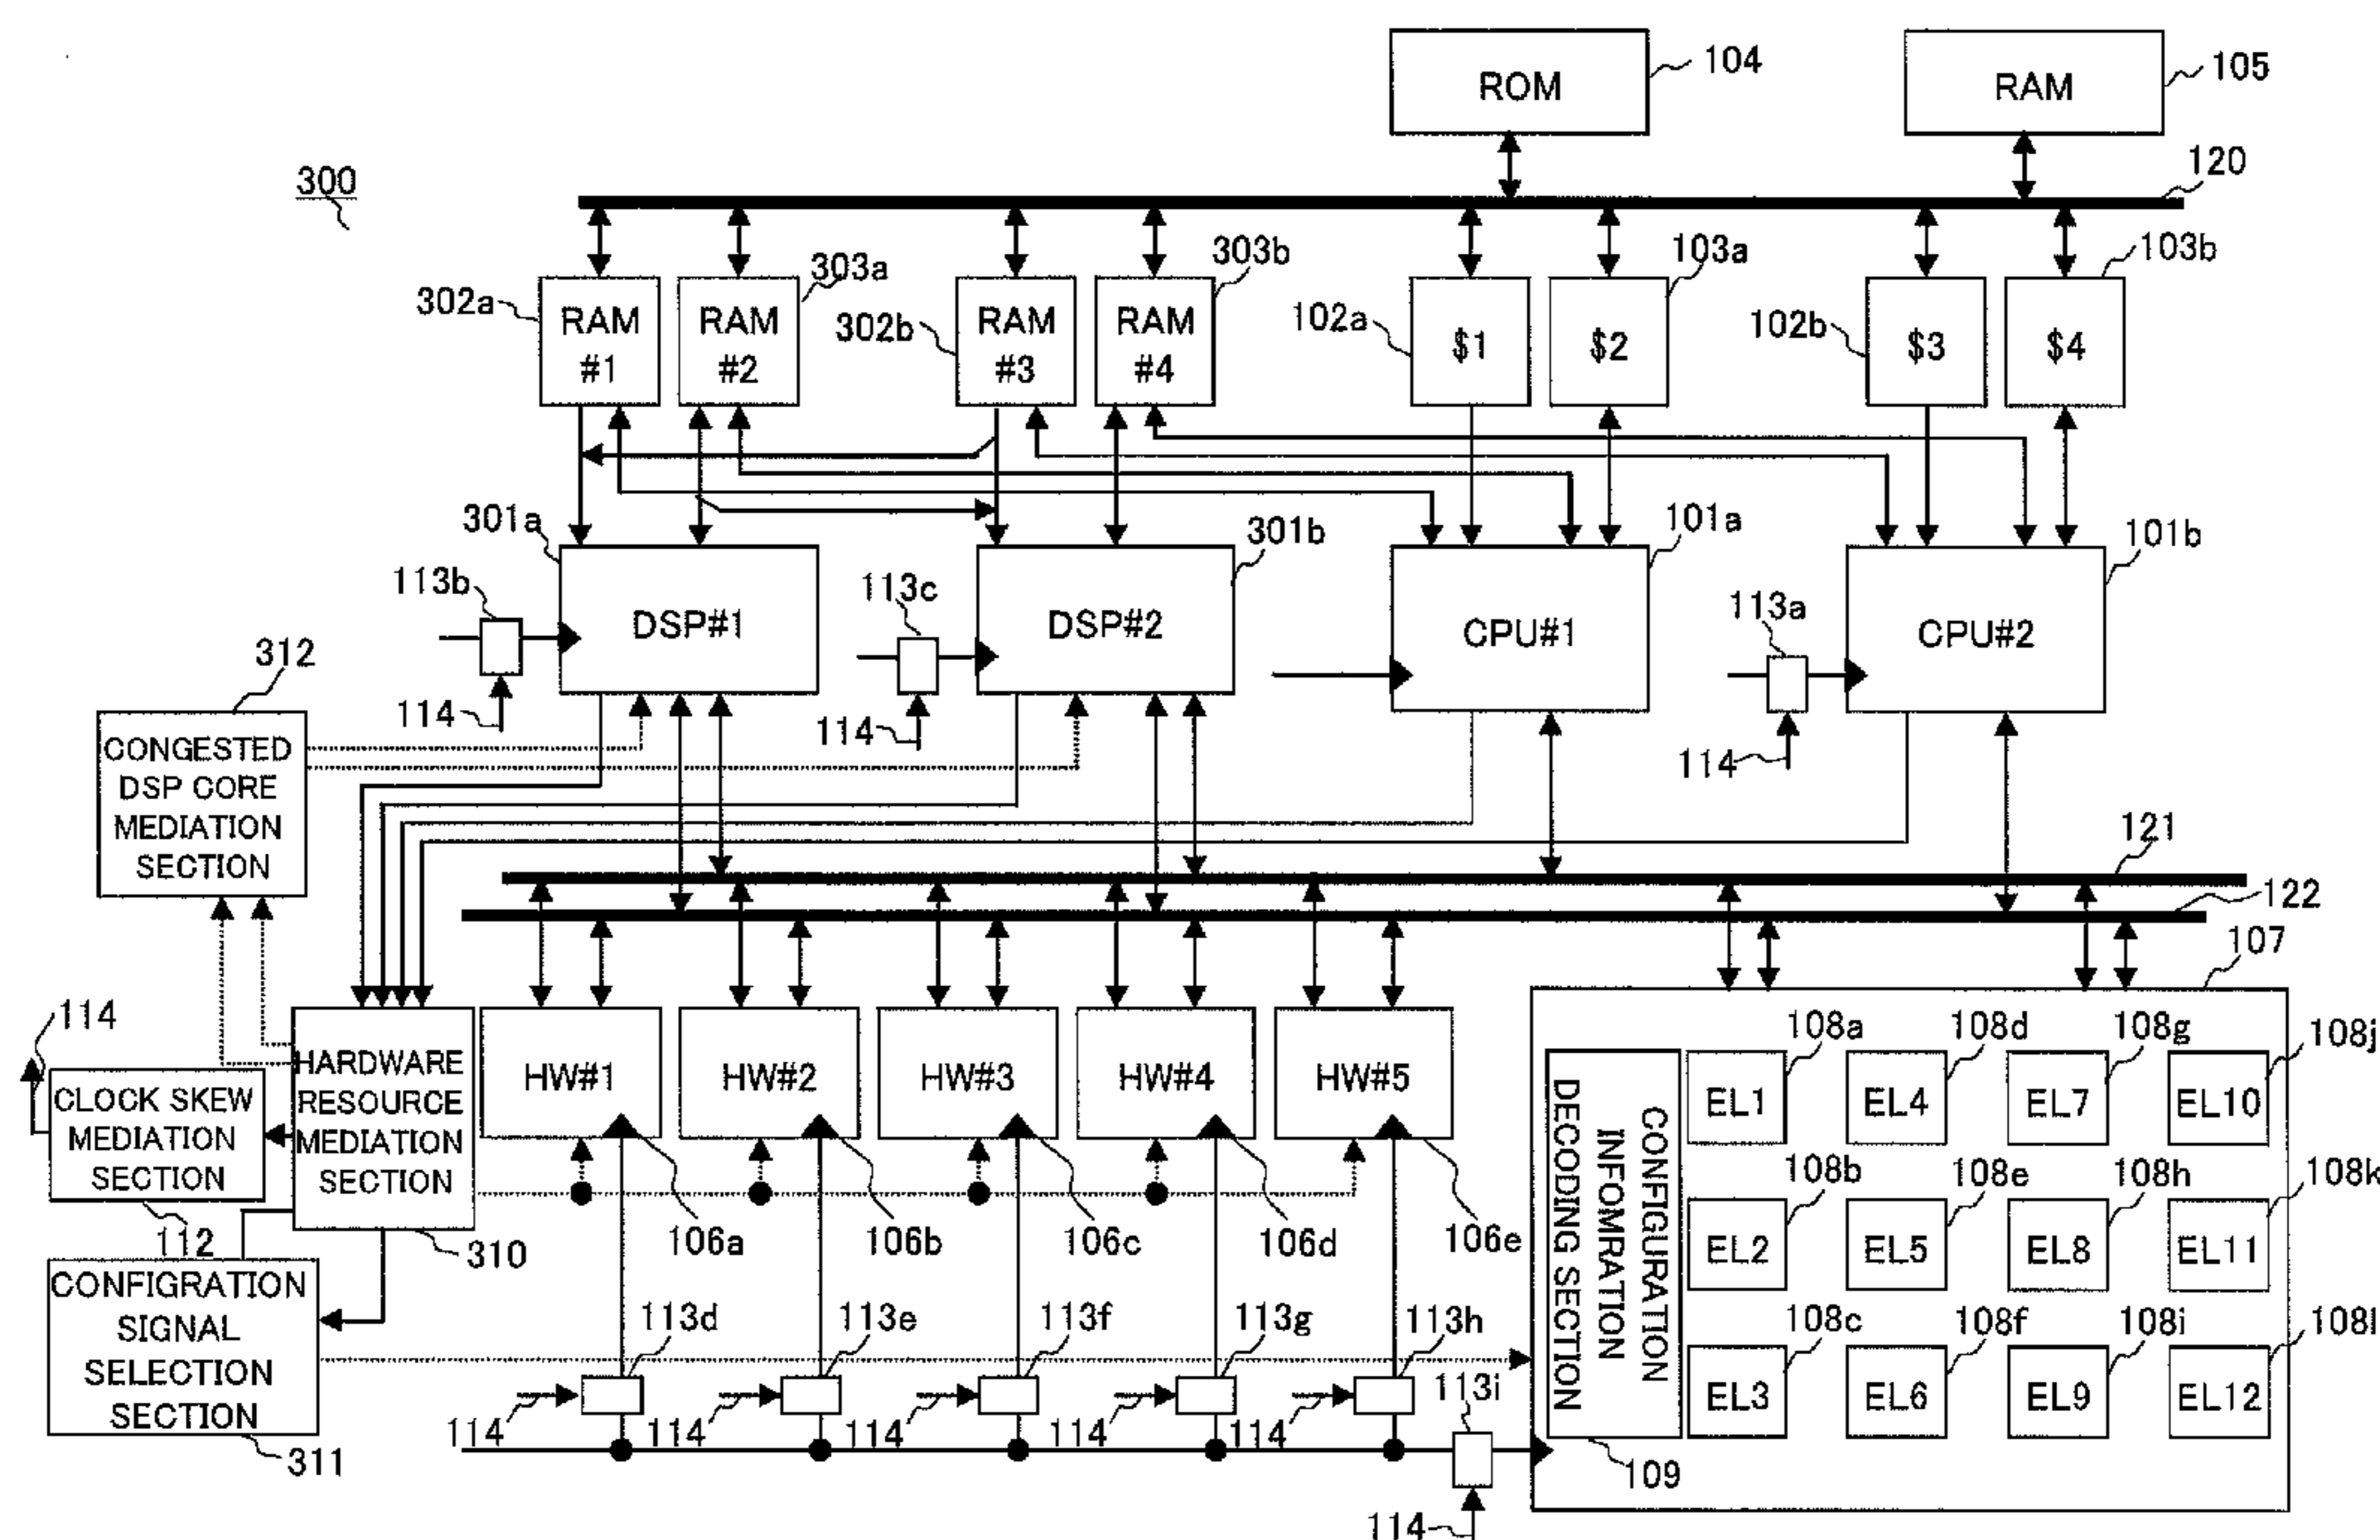 ROM
104
RAM
105
300
120
302a
RAM
#1
303a
RAM
#2
302b
RAM
#3
303b
RAM
#4
102a
$1
103a
$2
102b
$3
103b
$4
301a
DSP#1
113b
114
301b
DSP#2
113c
114
101a
CPU#1
101b
CPU#2
113a
114
312
CONGESTED
DSP CORE
MEDIATION
SECTION
121
122
107
114
CLOCK SKEW
MEDIATION
SECTION
112
HARDWARE
RESOURCE
MEDIATION
SECTION
310
HW#1
HW#2
HW#3
HW#4
HW#5
106a
106b
106c
106d
106e
CONFIGRATION
SIGNAL
SELECTION
SECTION
311
113d
113e
113f
113g
113h
113i
114
114
114
114
114
114
CONFIGURATION
INFOMRATION
DECODING SECTION
109
108a
108d
108g
108j
EL1
EL4
EL7
EL10
108b
108e
108h
108k
EL2
EL5
EL8
EL11
108c
108f
108i
108l
EL3
EL6
EL9
EL12